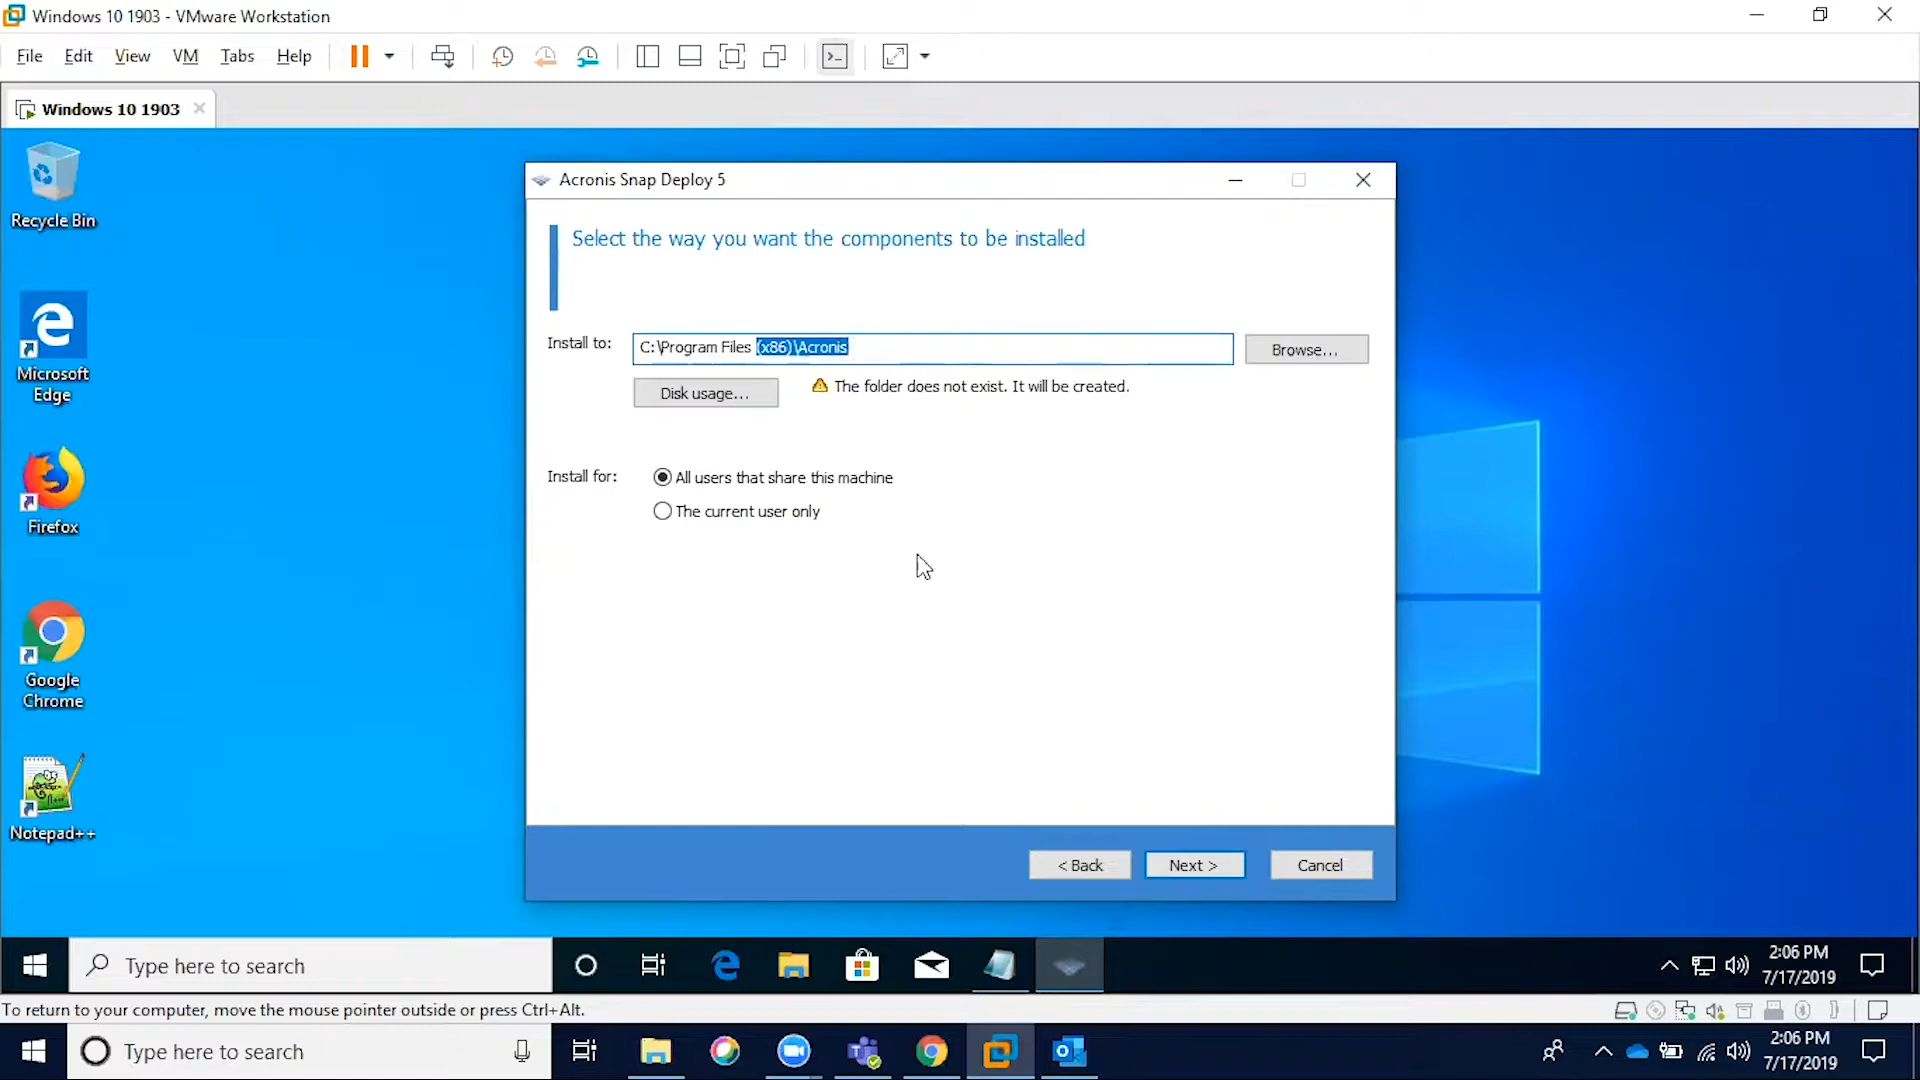 Windows 10 1903 - VMware Workstation
File Edit View VM Tabs Help
Windows 10 1903
Recycle Bin
Microsoft
Edge
Firefox
Google
Chrome
Notepad++
Acronis Snap Deploy 5
Select the way you want the components to be installed
Install to: C:\Program Files (x86)\Acronis Browse...
Disk usage... The folder does not exist. It will be created.
Install for: All users that share this machine
The current user only
< Back Next > Cancel
Type here to search
2:06 PM
7/17/2019
To return to your computer, move the mouse pointer outside or press Ctrl+Alt.
Type here to search
2:06 PM
7/17/2019